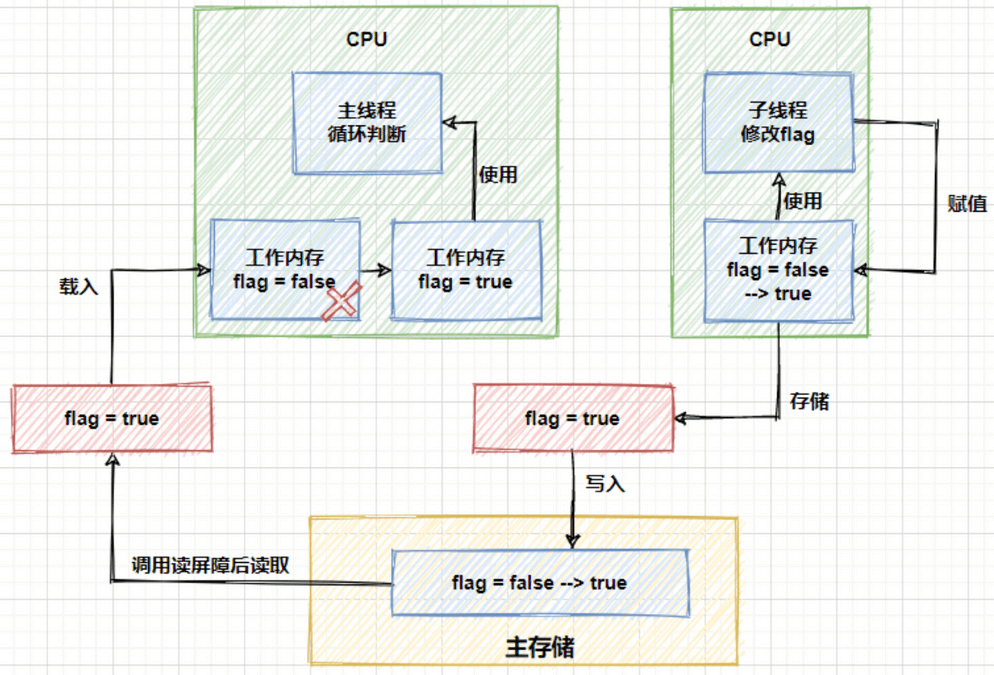 CPU
主线程
循环判断
使用
工作内存
flag = false
工作内存
flag = true
CPU
子线程
修改flag
使用
赋值
工作内存
flag = false
--> true
载入
flag = true
flag = true
存储
写入
调用读屏障后读取
flag = false --> true
主存储